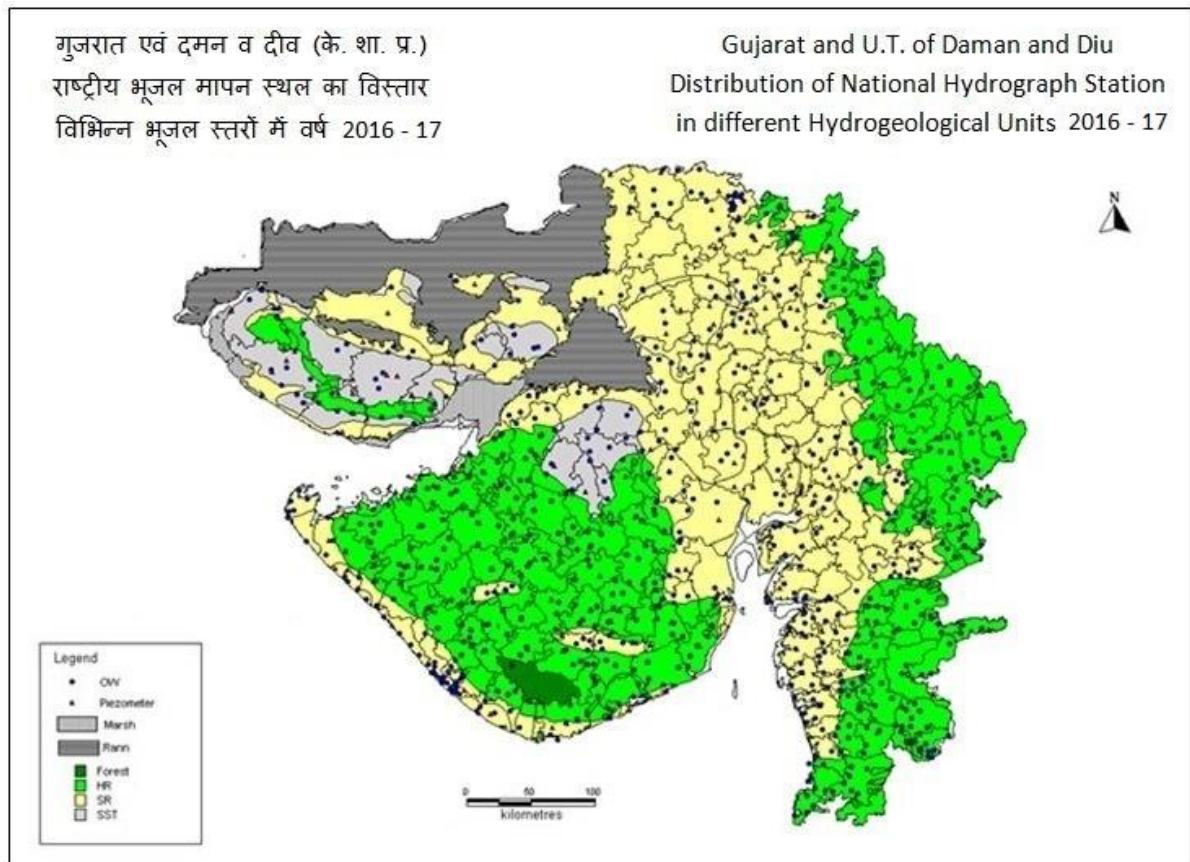 गुजरात एवं दमन व दीव (के. शा. प्र.)
राष्ट्रीय भूजल मापन स्थल का विस्तार
विभिन्न भूजल स्तरों में वर्ष 2016 - 17
Gujarat and U.T. of Daman and Diu
Distribution of National Hydrograph Station
in different Hydrogeological Units 2016 - 17
N
Legend
OW
Piezometer
Marsh
Rann
Forest
HR
SR
SST
0 50 100
kilometres